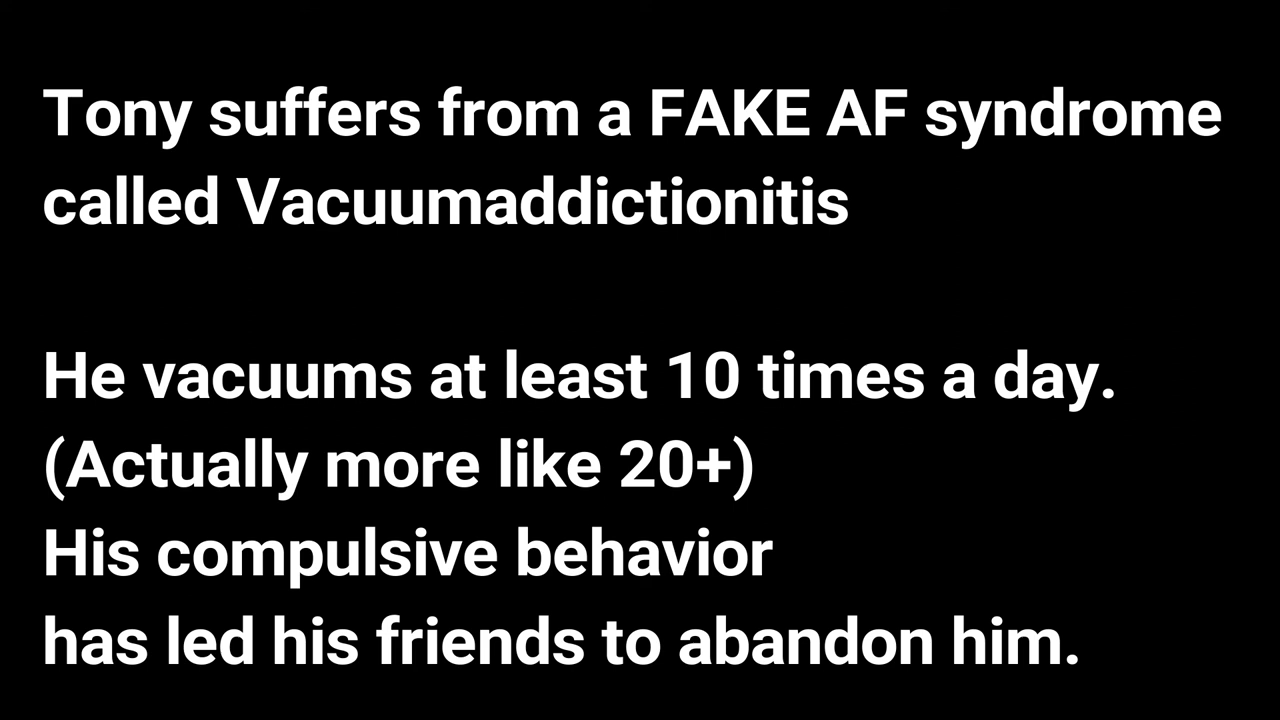 Tony suffers from a FAKE AF syndrome
called Vacuumaddictionitis
He vacuums at least 10 times a day.
(Actually more like 20+)
His compulsive behavior
has led his friends to abandon him.